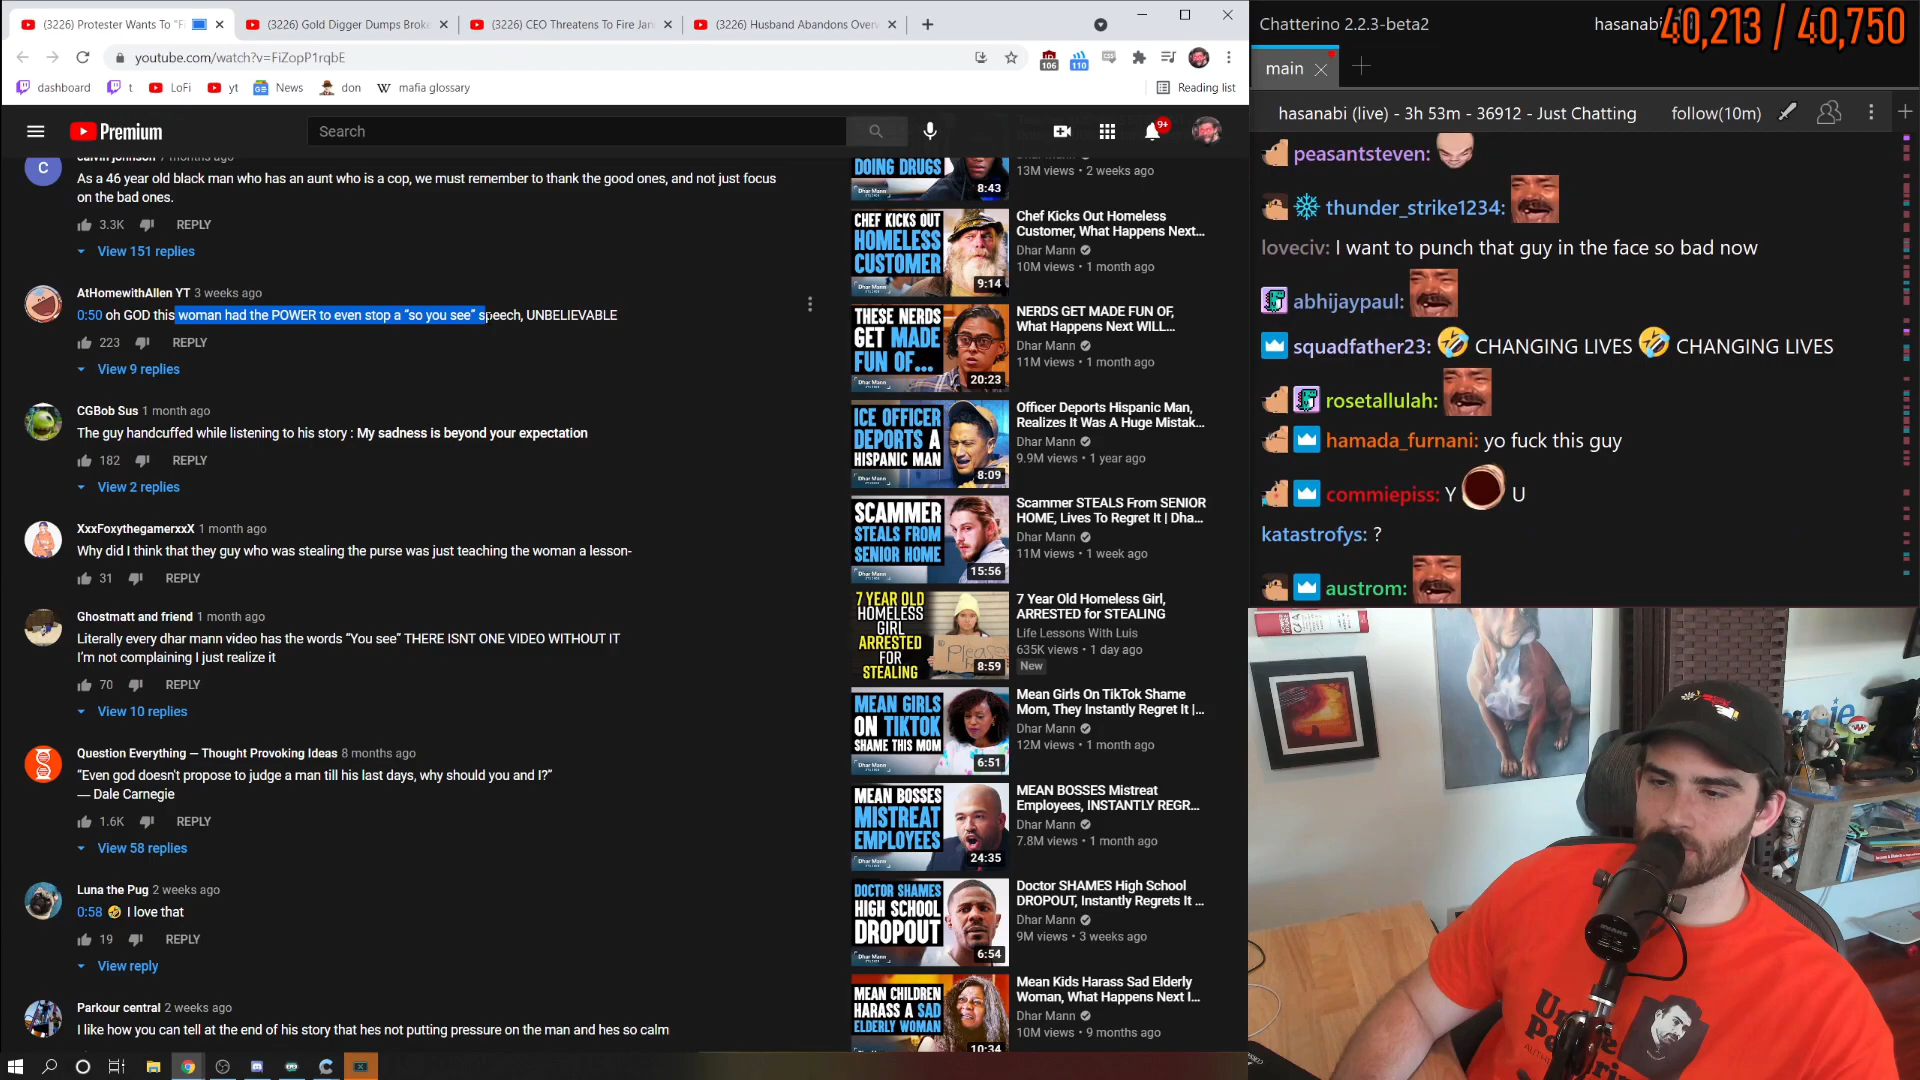 (3226) Protester Wants To "F
(3226) Gold Digger Dumps Broke
(3226) CEO Threatens To Fire Jan
(3226) Husband Abandons Over
youtube.com/watch?v=FiZopP1rqbE
106
110
dashboard
t
LoFi
yt
News
don
mafia glossary
Reading list
Premium
Search
9+
calvin johnson 7 months ago
As a 46 year old black man who has an aunt who is a cop, we must remember to thank the good ones, and not just focus
on the bad ones.
3.3K REPLY
View 151 replies
AtHomewithAllen YT 3 weeks ago
0:50 oh GOD this woman had the POWER to even stop a “so you see” speech, UNBELIEVABLE
223 REPLY
View 9 replies
CGBob Sus 1 month ago
The guy handcuffed while listening to his story : My sadness is beyond your expectation
182 REPLY
View 2 replies
XxxFoxythegamerxxX 1 month ago
Why did I think that they guy who was stealing the purse was just teaching the woman a lesson-
31 REPLY
Ghostmatt and friend 1 month ago
Literally every dhar mann video has the words “You see” THERE ISNT ONE VIDEO WITHOUT IT
I’m not complaining I just realize it
70 REPLY
View 10 replies
Question Everything — Thought Provoking Ideas 8 months ago
“Even god doesn't propose to judge a man till his last days, why should you and I?”
— Dale Carnegie
1.6K REPLY
View 58 replies
Luna the Pug 2 weeks ago
0:58 🤣 I love that
19 REPLY
View reply
Parkour central 2 weeks ago
I like how you can tell at the end of his story that hes not putting pressure on the man and hes so calm
DOING DRUGS
8:43
13M views • 2 weeks ago
CHEF KICKS OUT
HOMELESS
CUSTOMER
9:14
Chef Kicks Out Homeless
Customer, What Happens Next...
Dhar Mann
10M views • 1 month ago
THESE NERDS
GET MADE
FUN OF...
Dhar Mann
20:23
NERDS GET MADE FUN OF,
What Happens Next WILL...
Dhar Mann
11M views • 1 month ago
ICE OFFICER
DEPORTS A
HISPANIC MAN
8:09
Officer Deports Hispanic Man,
Realizes It Was A Huge Mistak...
Dhar Mann
9.9M views • 1 year ago
SCAMMER
STEALS FROM
SENIOR HOME
15:56
Scammer STEALS From SENIOR
HOME, Lives To Regret It | Dha...
Dhar Mann
11M views • 1 week ago
7 YEAR OLD
HOMELESS
GIRL
ARRESTED
FOR
STEALING
Please
8:59
7 Year Old Homeless Girl,
ARRESTED for STEALING
Life Lessons With Luis
635K views • 1 day ago
New
MEAN GIRLS
ON TIKTOK
SHAME THIS MOM
6:51
Mean Girls On TikTok Shame
Mom, They Instantly Regret It |...
Dhar Mann
12M views • 1 month ago
MEAN BOSSES
MISTREAT
EMPLOYEES
Dhar Mann
24:35
MEAN BOSSES Mistreat
Employees, INSTANTLY REGR...
Dhar Mann
7.8M views • 1 month ago
DOCTOR SHAMES
HIGH SCHOOL
DROPOUT
Dhar Mann
6:54
Doctor SHAMES High School
DROPOUT, Instantly Regrets It ...
Dhar Mann
9M views • 3 weeks ago
MEAN CHILDREN
HARASS A SAD
ELDERLY WOMAN
10:34
Mean Kids Harass Sad Elderly
Woman, What Happens Next I...
Dhar Mann
10M views • 9 months ago
Chatterino 2.2.3-beta2
hasanabi
40,213 / 40,750
main
hasanabi (live) - 3h 53m - 36912 - Just Chatting
follow(10m)
peasantsteven:
thunder_strike1234:
loveciv: I want to punch that guy in the face so bad now
abhijaypaul:
squadfather23: 🤣 CHANGING LIVES 🤣 CHANGING LIVES
rosetallulah:
hamada_furnani: yo fuck this guy
commiepiss: Y U
katastrofys: ?
austrom: